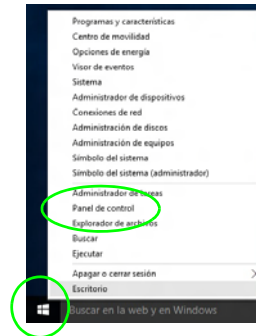 Programas y características
Centro de movilidad
Opciones de energía
Visor de eventos
Sistema
Administrador de dispositivos
Conexiones de red
Administración de discos
Administración de equipos
Símbolo del sistema
Símbolo del sistema (administrador)
Administrador de tareas
Panel de control
Explorador de archivos
Buscar
Ejecutar
Apagar o cerrar sesión
Escritorio
Buscar en la web y en Windows